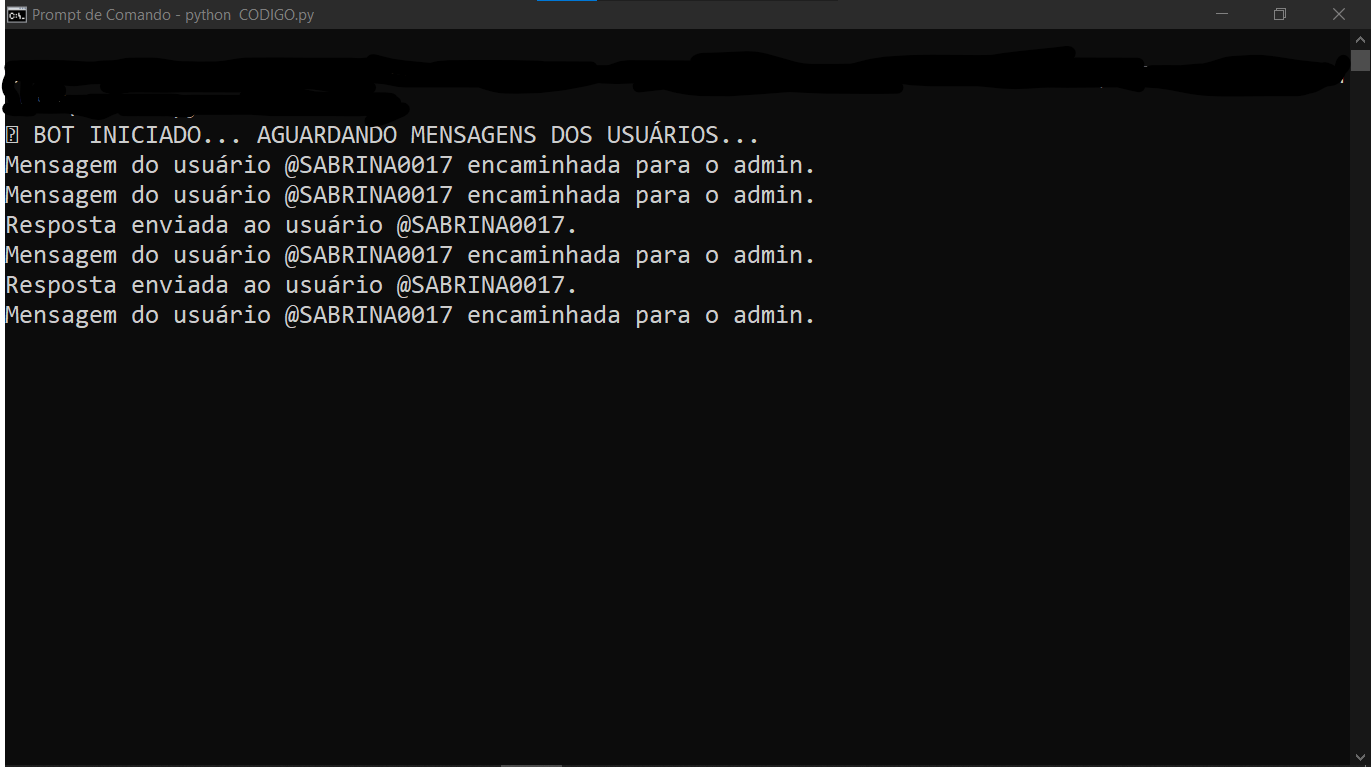 Prompt de Comando - python CODIGO.py
BOT INICIADO... AGUARDANDO MENSAGENS DOS USUÁRIOS...
Mensagem do usuário @SABRINA0017 encaminhada para o admin.
Mensagem do usuário @SABRINA0017 encaminhada para o admin.
Resposta enviada ao usuário @SABRINA0017.
Mensagem do usuário @SABRINA0017 encaminhada para o admin.
Resposta enviada ao usuário @SABRINA0017.
Mensagem do usuário @SABRINA0017 encaminhada para o admin.